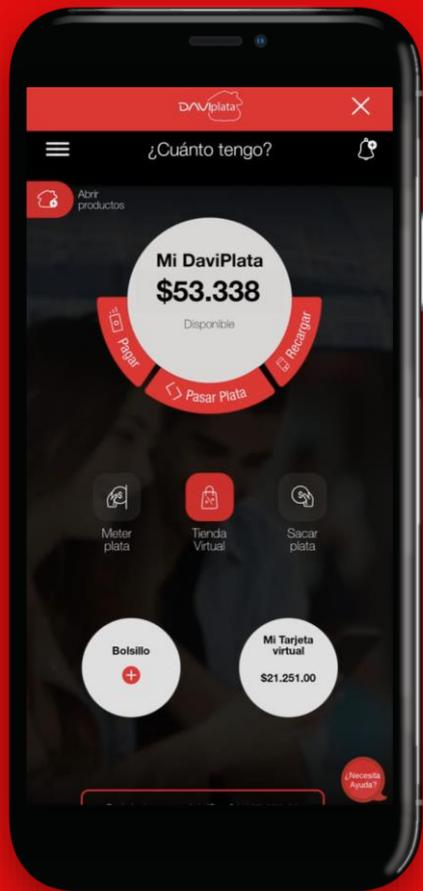 DAVIplata
¿Cuánto tengo?
Abrir
productos
Mi DaviPlata
$53.338
Disponible
Pagar
Pasar Plata
Recargar
Meter
plata
Tienda
Virtual
Sacar
plata
Bolsillo
Mi Tarjeta
virtual
$21.251.00
¿Necesita
Ayuda?